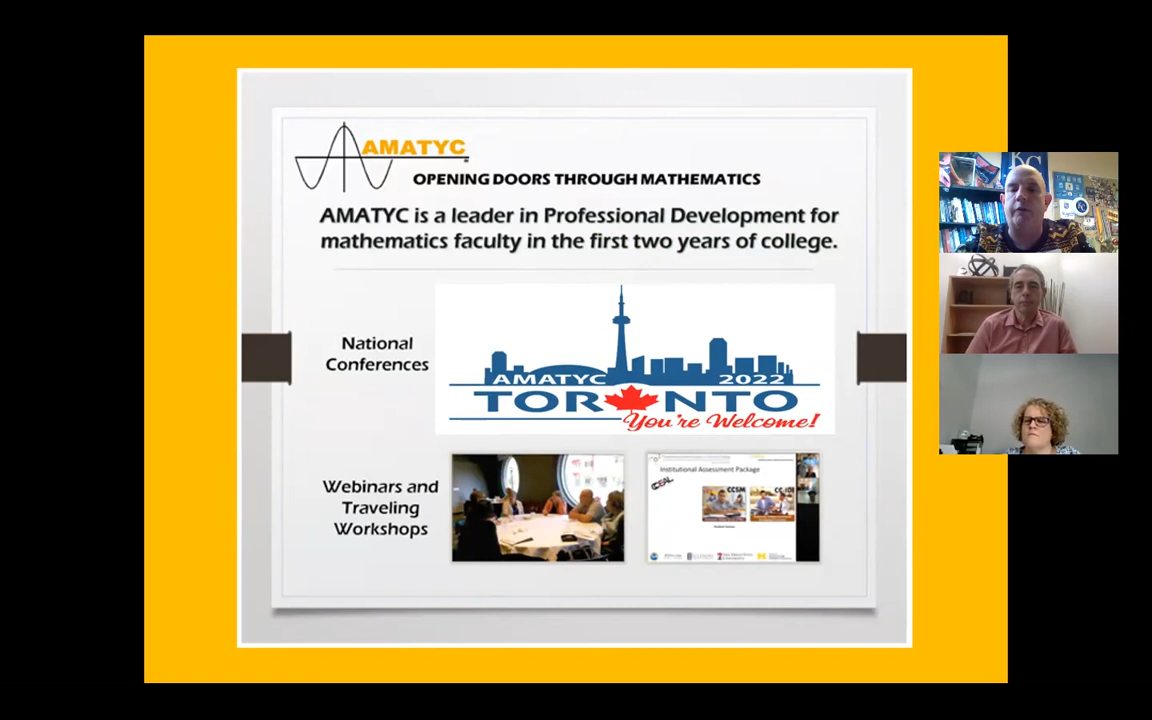 AMATYC
OPENING DOORS THROUGH MATHEMATICS
AMATYC is a leader in Professional Development for
mathematics faculty in the first two years of college.
National
Conferences
AMATYC 2022
TORONTO
You're Welcome!
Webinars and
Traveling
Workshops
Institutional Assessment Package
CCSM
KC